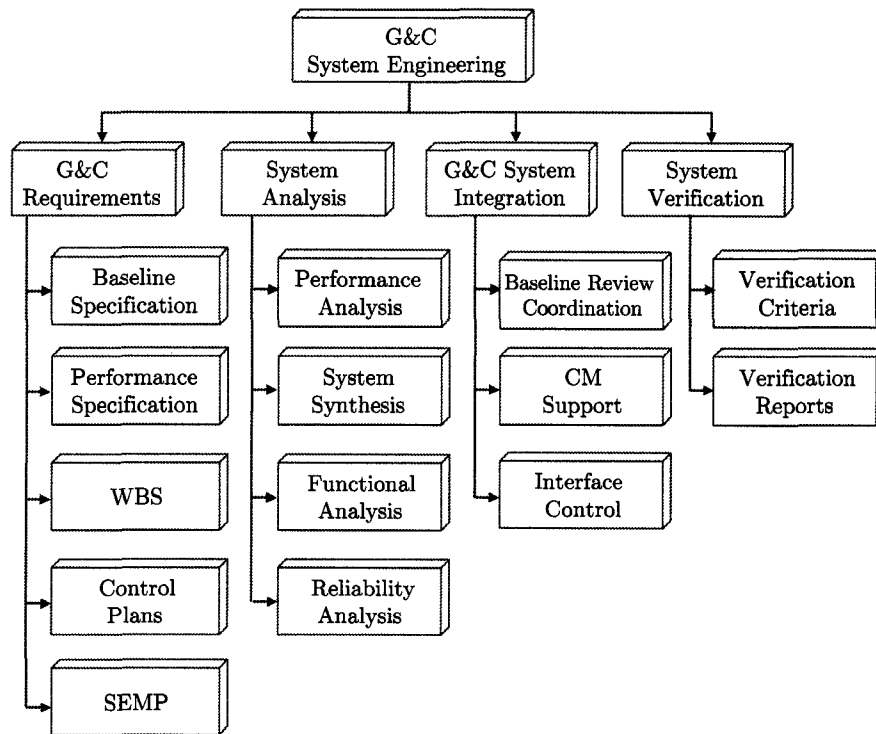 G&C
System Engineering
G&C
Requirements
System
Analysis
G&C System
Integration
System
Verification
Baseline
Specification
Performance
Specification
WBS
Control
Plans
SEMP
Performance
Analysis
System
Synthesis
Functional
Analysis
Reliability
Analysis
Baseline Review
Coordination
CM
Support
Interface
Control
Verification
Criteria
Verification
Reports